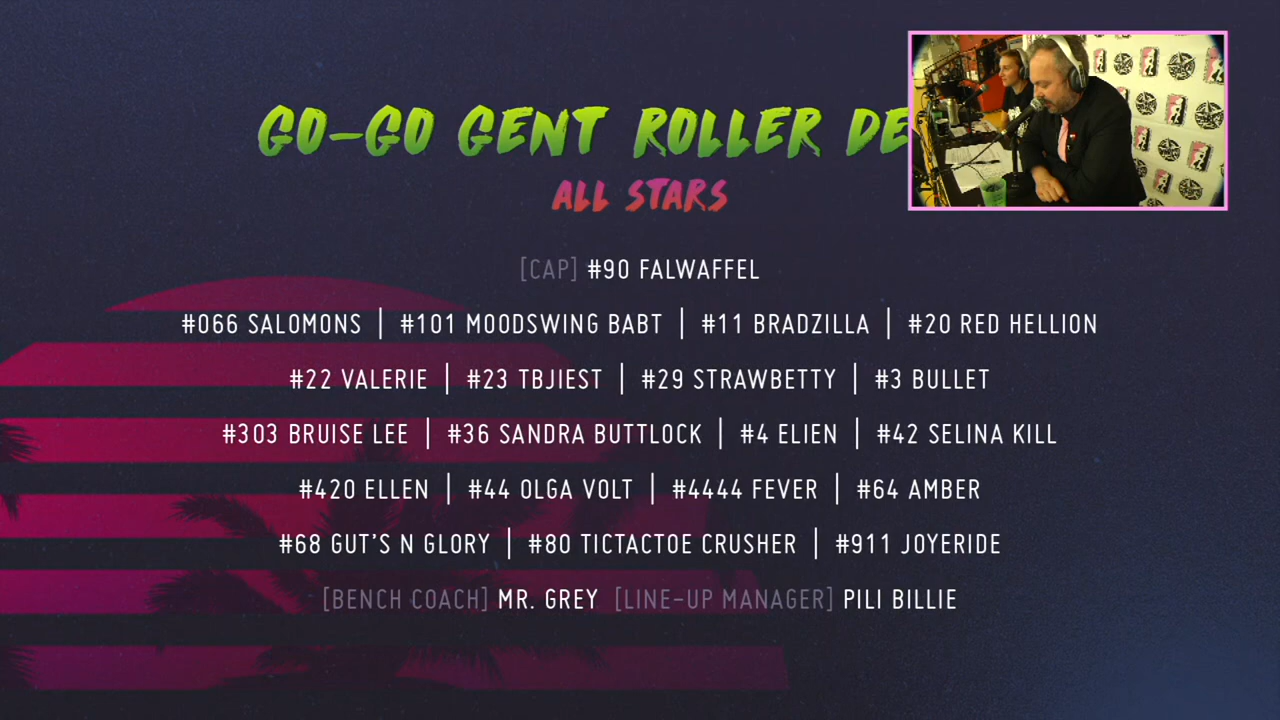 GO-GO GENT ROLLER
ALL STARS
[CAP] #90 FALWAFFEL
#066 SALOMONS | #101 MOODSWING BABT | #11 BRADZILLA | #20 RED HELLION
#22 VALERIE | #23 TBJIEST | #29 STRAWBETTY | #3 BULLET
#303 BRUISE LEE | #36 SANDRA BUTTLOCK | #4 ELIEN | #42 SELINA KILL
#420 ELLEN | #44 OLGA VOLT | #4444 FEVER | #64 AMBER
#68 GUT'S N GLORY | #80 TICTACTOE CRUSHER | #911 JOYERIDE
[BENCH COACH] MR. GREY [LINE-UP MANAGER] PILI BILLIE